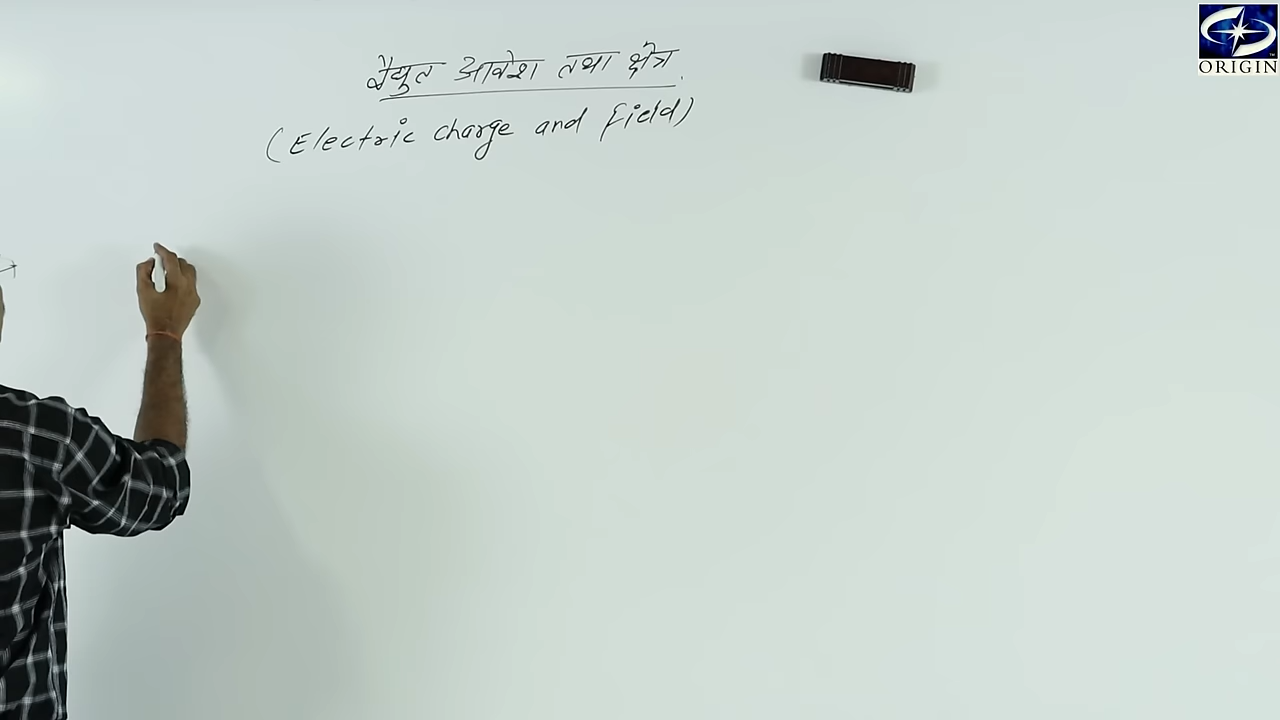 वैद्युत आवेश तथा क्षेत्र
(Electric charge and field)
ORIGIN